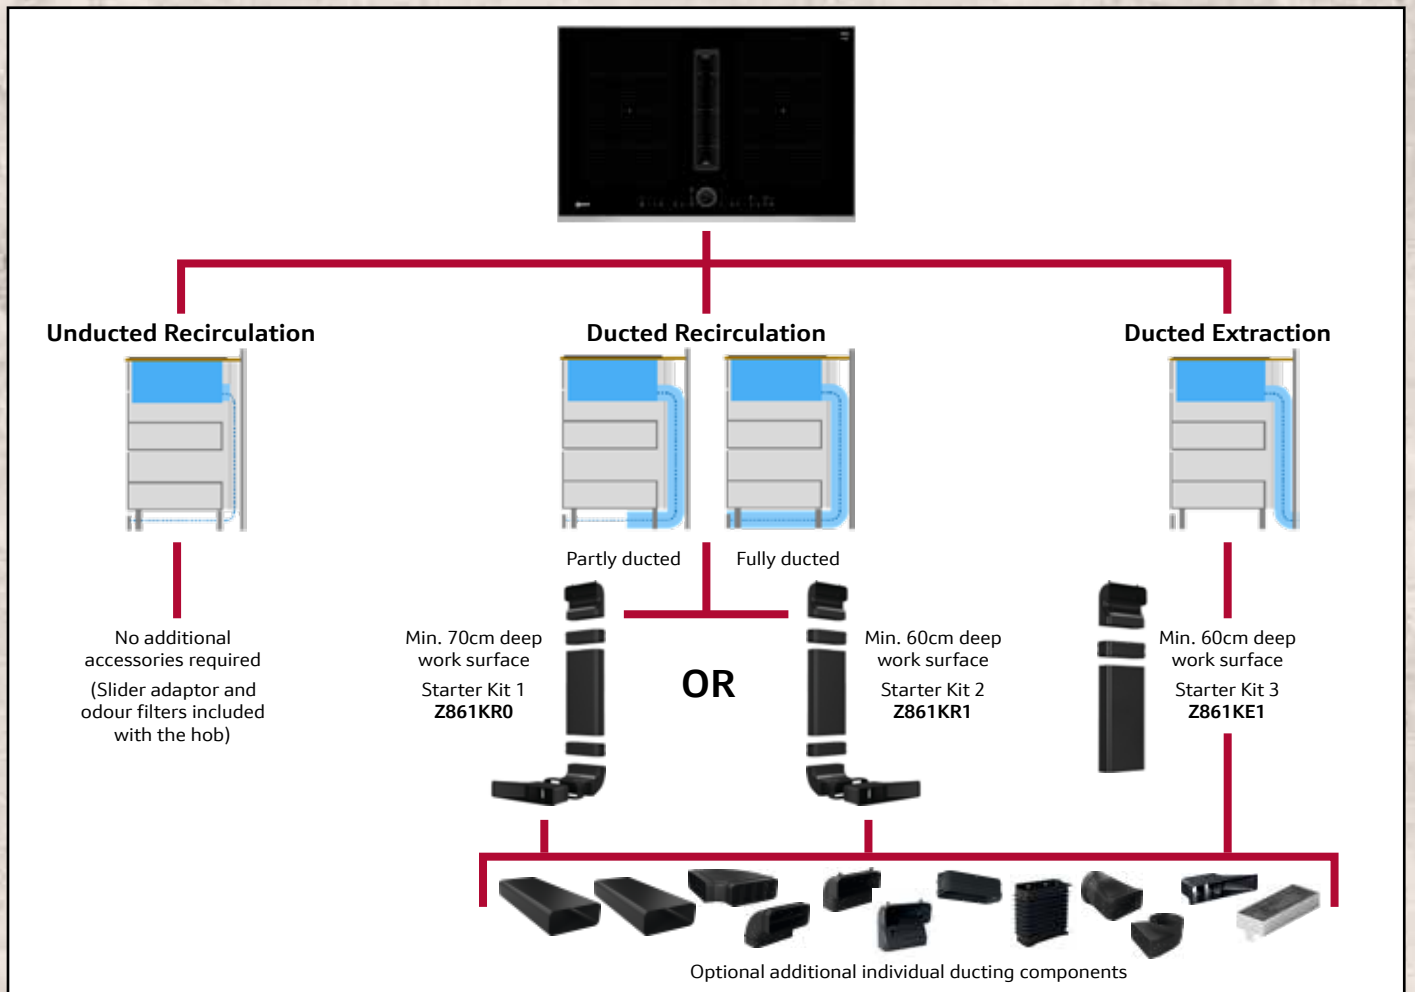 Unducted Recirculation
Ducted Recirculation
Ducted Extraction
Partly ducted
Fully ducted
No additional
accessories required
(Slider adaptor and
odour filters included
with the hob)
Min. 70cm deep
work surface
Starter Kit 1
Z861KR0
OR
Min. 60cm deep
work surface
Starter Kit 2
Z861KR1
Min. 60cm deep
work surface
Starter Kit 3
Z861KE1
Optional additional individual ducting components